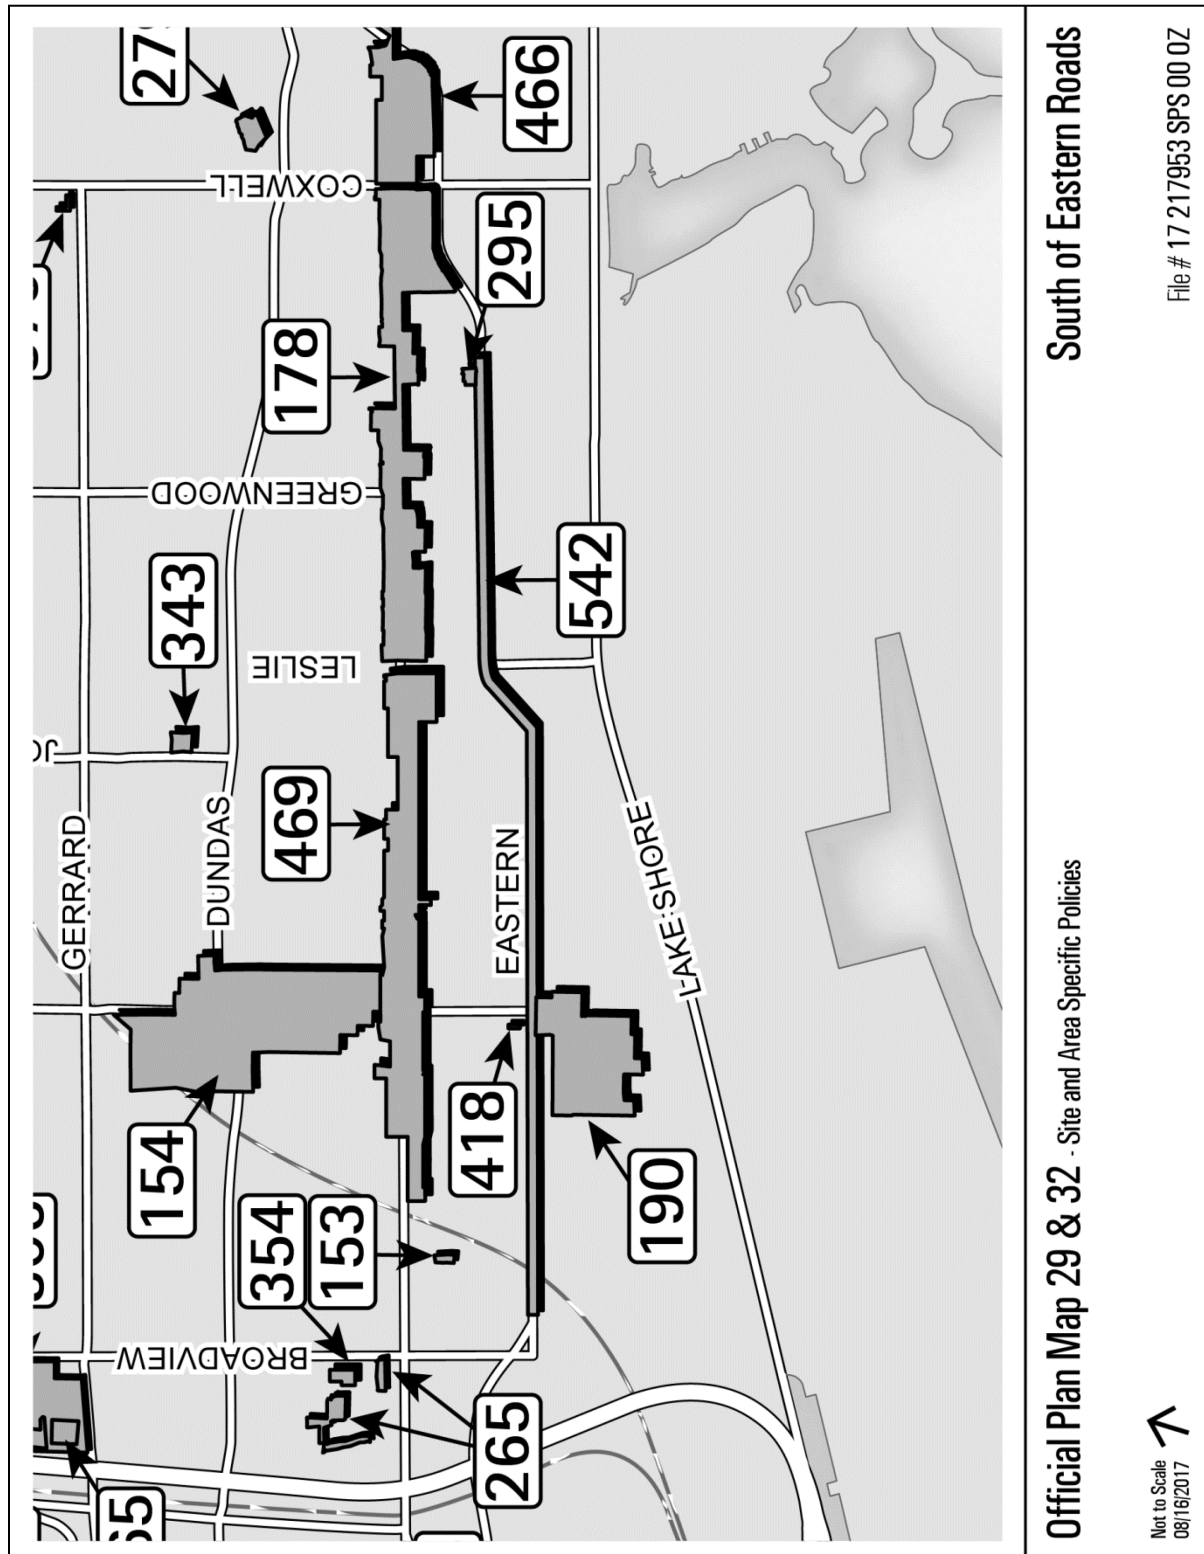 GERRARD
DUNDAS
EASTERN
LAKE SHORE
BROADVIEW
LESLIE
GREENWOOD
COXWELL
154
354
153
265
418
190
469
343
178
542
295
466
Official Plan Map 29 & 32 - Site and Area Specific Policies
South of Eastern Roads
File # 17 217953 SPS 00 OZ
Not to Scale
08/16/2017